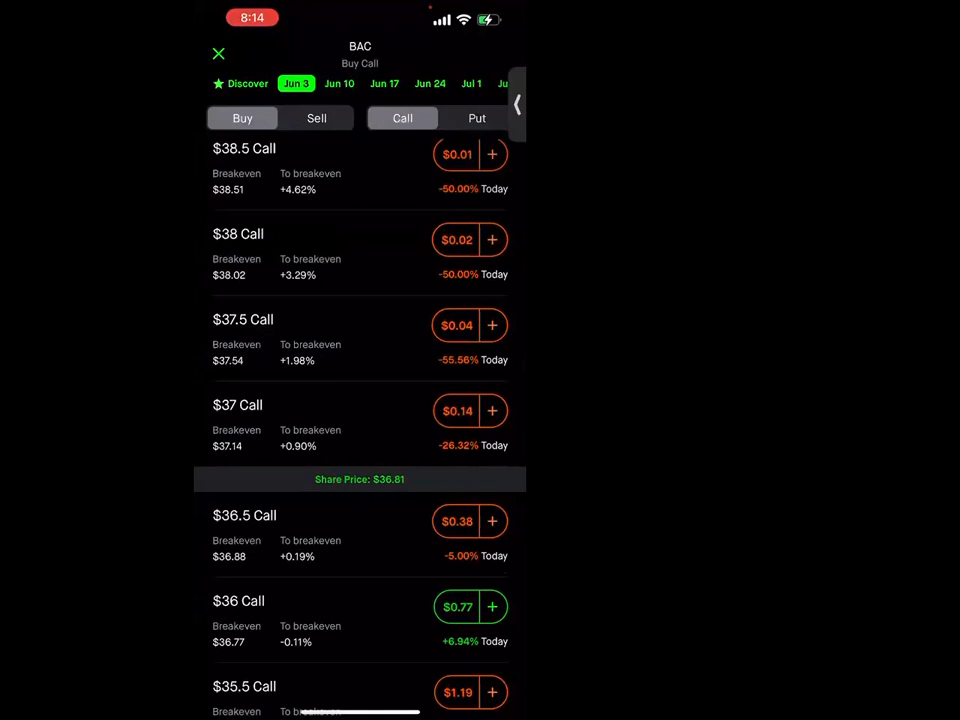 8:14
BAC
Buy Call
Discover Jun 3 Jun 10 Jun 17 Jun 24 Jul 1 Ju
Buy Sell Call Put
$38.5 Call $0.01 +
Breakeven To breakeven
$38.51 +4.62% -50.00% Today
$38 Call $0.02 +
Breakeven To breakeven
$38.02 +3.29% -50.00% Today
$37.5 Call $0.04 +
Breakeven To breakeven
$37.54 +1.98% -55.56% Today
$37 Call $0.14 +
Breakeven To breakeven
$37.14 +0.90% -26.32% Today
Share Price: $36.81
$36.5 Call $0.38 +
Breakeven To breakeven
$36.88 +0.19% -5.00% Today
$36 Call $0.77 +
Breakeven To breakeven
$36.77 -0.11% +6.94% Today
$35.5 Call $1.19 +
Breakeven To breakeven